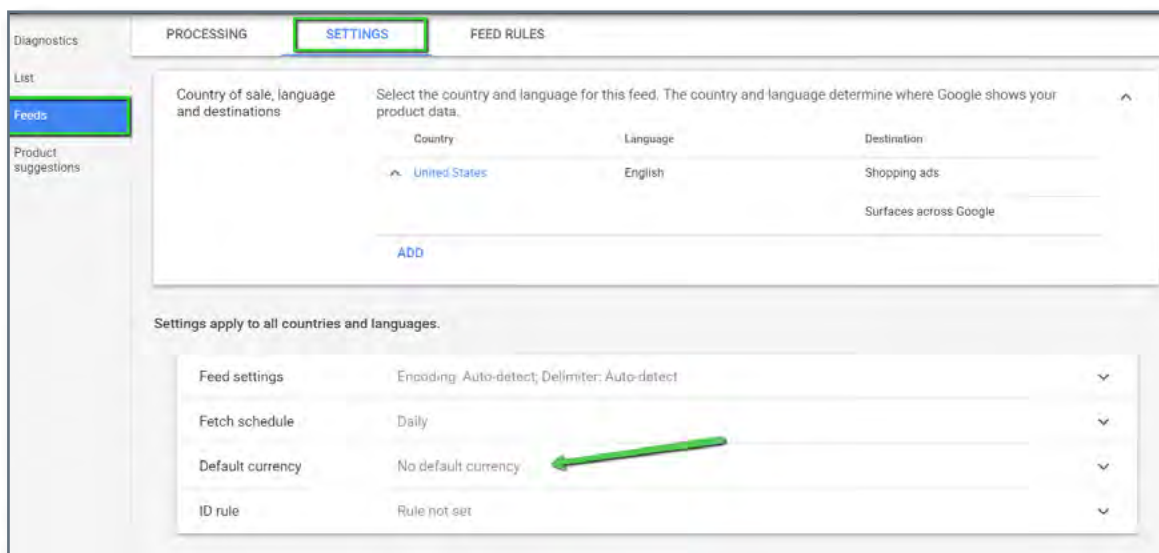 Diagnostics
List
Feeds
Product
suggestions
PROCESSING SETTINGS FEED RULES
Country of sale, language
and destinations
Select the country and language for this feed. The country and language determine where Google shows your
product data.
Country Language Destination
United States English Shopping ads
Surfaces across Google
ADD
Settings apply to all countries and languages.
Feed settings Encoding: Auto-detect; Delimiter: Auto-detect
Fetch schedule Daily
Default currency No default currency
ID rule Rule not set